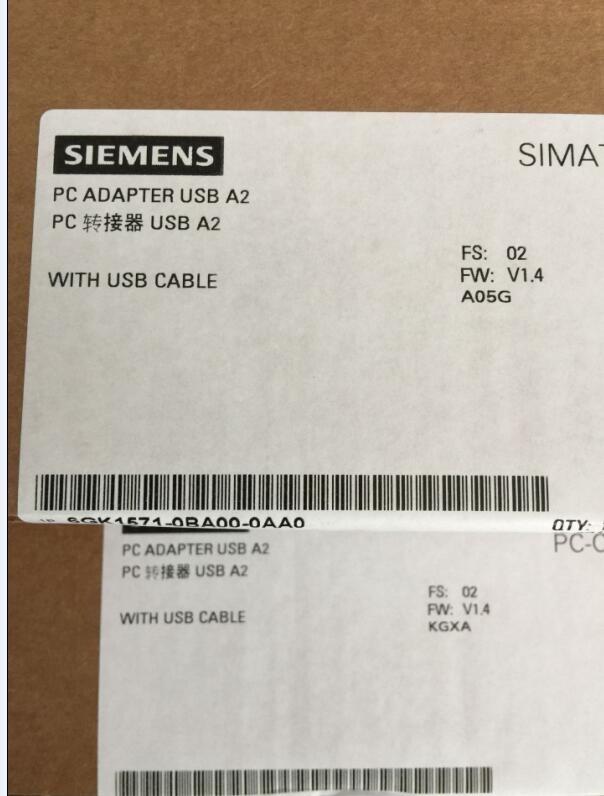 SIEMENS
SIMAT
PC ADAPTER USB A2
PC 转接器 USB A2
FS: 02
WITH USB CABLE
FW: V1.4
A05G
1P 6GK1571-0BA00-0AA0
QTY:
PC ADAPTER USB A2
PC-
PC 转接器 USB A2
FS: 02
WITH USB CABLE
FW: V1.4
KGXA